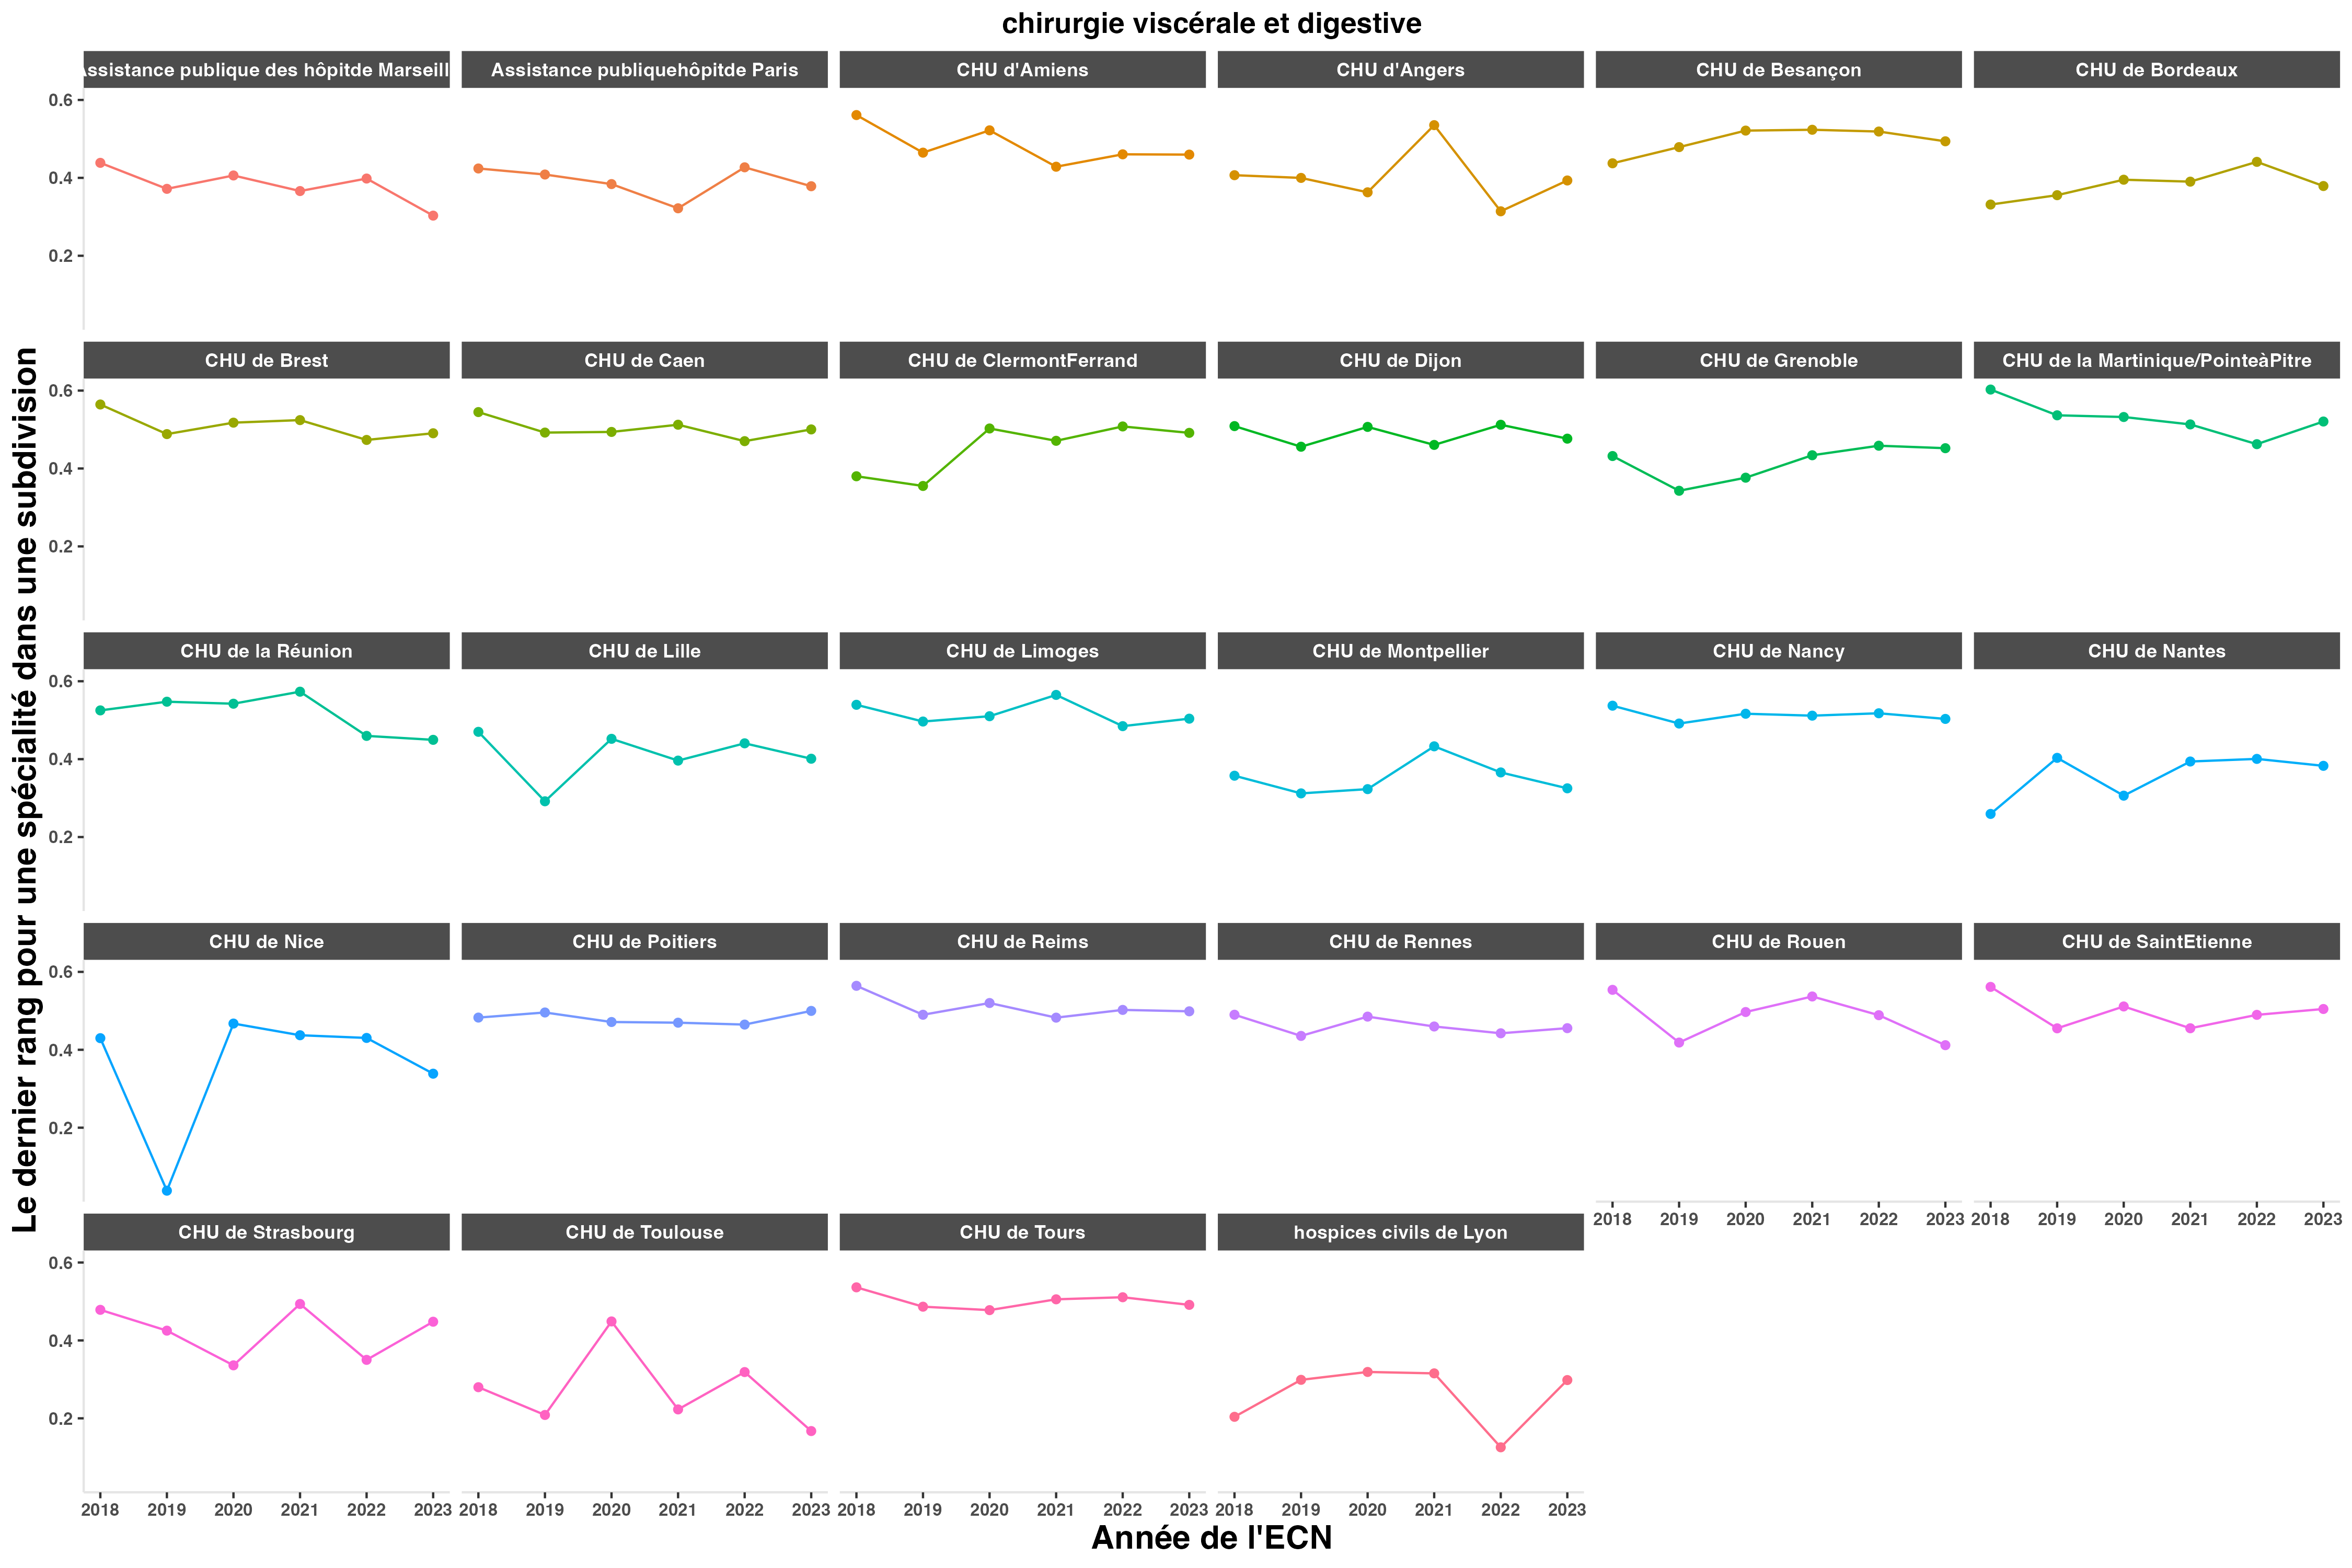 chirurgie viscérale et digestive
Assistance publique des hôpitde Marseill
Assistance publiquehôpitde Paris
CHU d'Amiens
CHU d'Angers
CHU de Besançon
CHU de Bordeaux
0.6
0.4
0.2
CHU de Brest
CHU de Caen
CHU de ClermontFerrand
CHU de Dijon
CHU de Grenoble
CHU de la Martinique/PointeàPitre
0.6
0.4
0.2
Le dernier rang pour une spécialité dans une subdivision
CHU de la Réunion
CHU de Lille
CHU de Limoges
CHU de Montpellier
CHU de Nancy
CHU de Nantes
0.6
0.4
0.2
CHU de Nice
CHU de Poitiers
CHU de Reims
CHU de Rennes
CHU de Rouen
CHU de SaintEtienne
0.6
0.4
0.2
2018 2019 2020 2021 2022 2023
2018 2019 2020 2021 2022 2023
CHU de Strasbourg
CHU de Toulouse
CHU de Tours
hospices civils de Lyon
0.6
0.4
0.2
2018 2019 2020 2021 2022 2023
2018 2019 2020 2021 2022 2023
2018 2019 2020 2021 2022 2023
2018 2019 2020 2021 2022 2023
Année de l'ECN